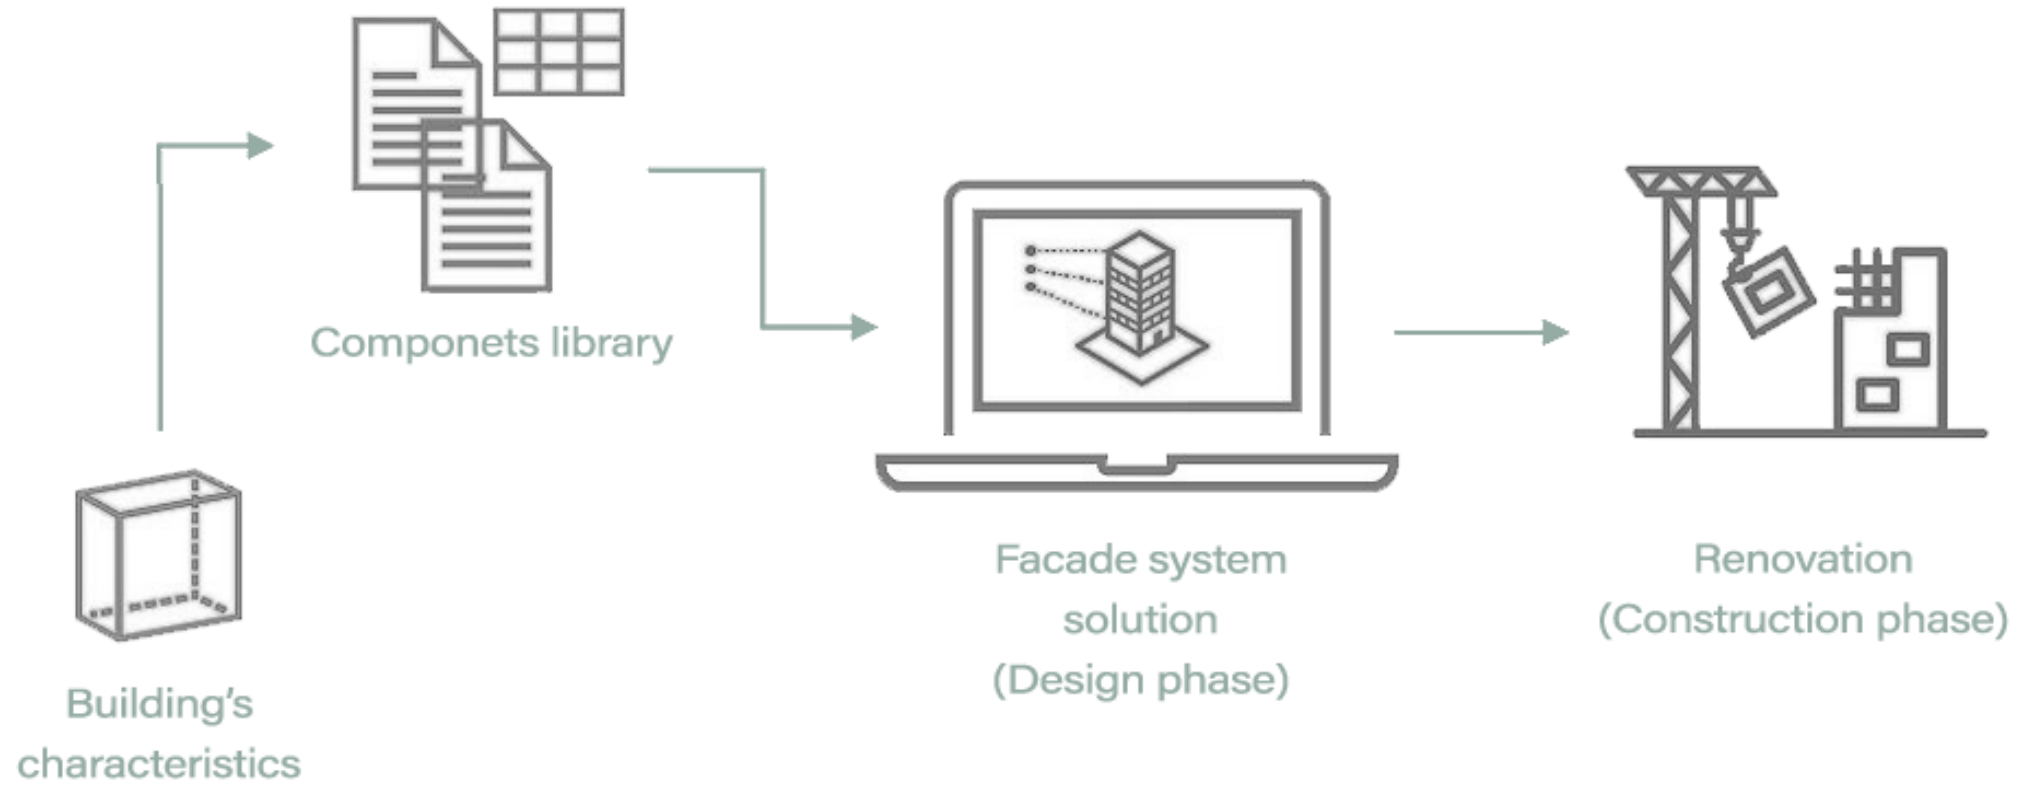 Componets library
Building’s
characteristics
Facade system
solution
(Design phase)
Renovation
(Construction phase)